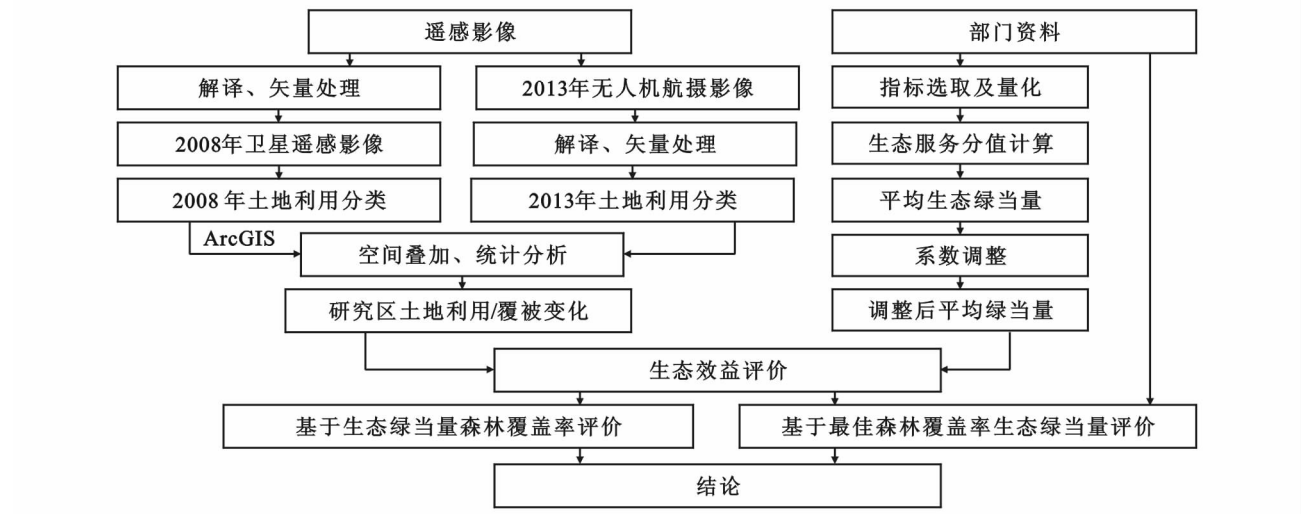 遥感影像
部门资料
解译、矢量处理
2013年无人机航摄影像
指标选取及量化
2008年卫星遥感影像
解译、矢量处理
生态服务分值计算
2008 年土地利用分类
2013年土地利用分类
平均生态绿当量
ArcGIS
空间叠加、统计分析
系数调整
研究区土地利用/覆被变化
调整后平均绿当量
生态效益评价
基于生态绿当量森林覆盖率评价
基于最佳森林覆盖率生态绿当量评价
结论